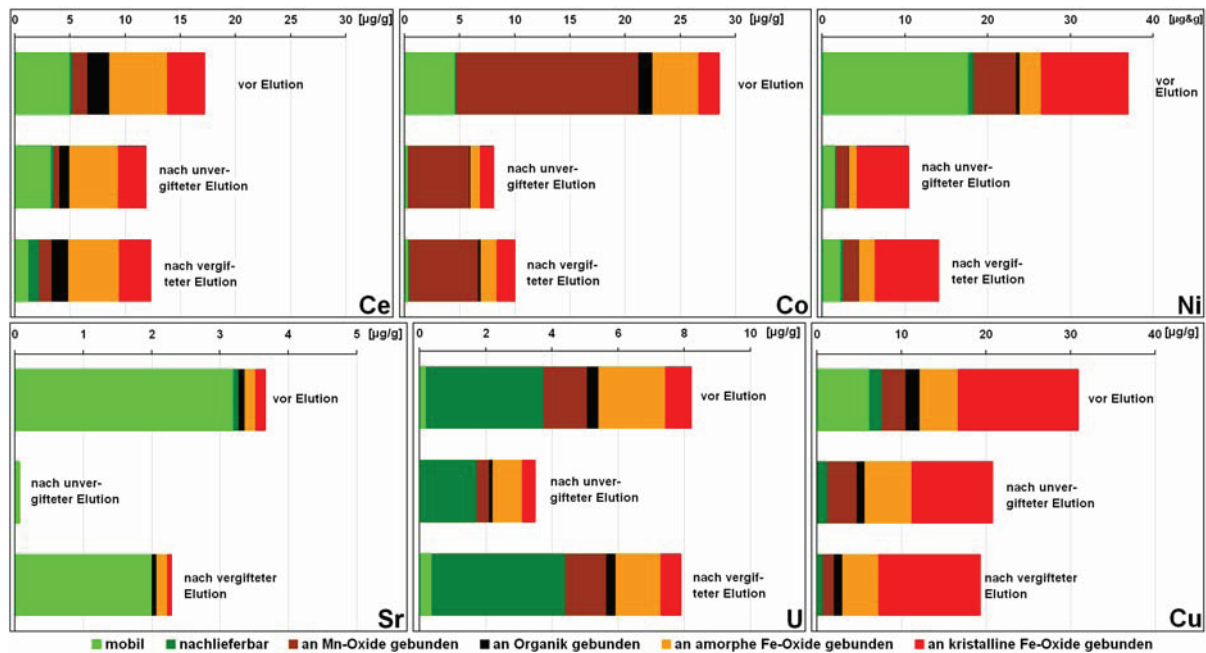 0 5 10 15 20 25 30 [µg/g]
vor Elution
nach unver-
gifteter Elution
nach vergif-
teter Elution
Ce
0 5 10 15 20 25 30 [µg/g]
vor Elution
nach unver-
gifteter Elution
nach vergif-
teter Elution
Co
0 10 20 30 40 [µg&g]
vor
Elution
nach unver-
gifteter Elution
nach vergif-
teter Elution
Ni
0 1 2 3 4 5 [µg/g]
vor Elution
nach unver-
gifteter Elution
nach vergifteter
Elution
Sr
0 2 4 6 8 10 [µg/g]
vor Elution
nach unver-
gifteter Elution
nach vergif-
teter Elution
U
0 10 20 30 40 [µg/g]
vor Elution
nach unver-
gifteter Elution
nach vergifteter
Elution
Cu
mobil nachlieferbar an Mn-Oxide gebunden an Organik gebunden an amorphe Fe-Oxide gebunden an kristalline Fe-Oxide gebunden